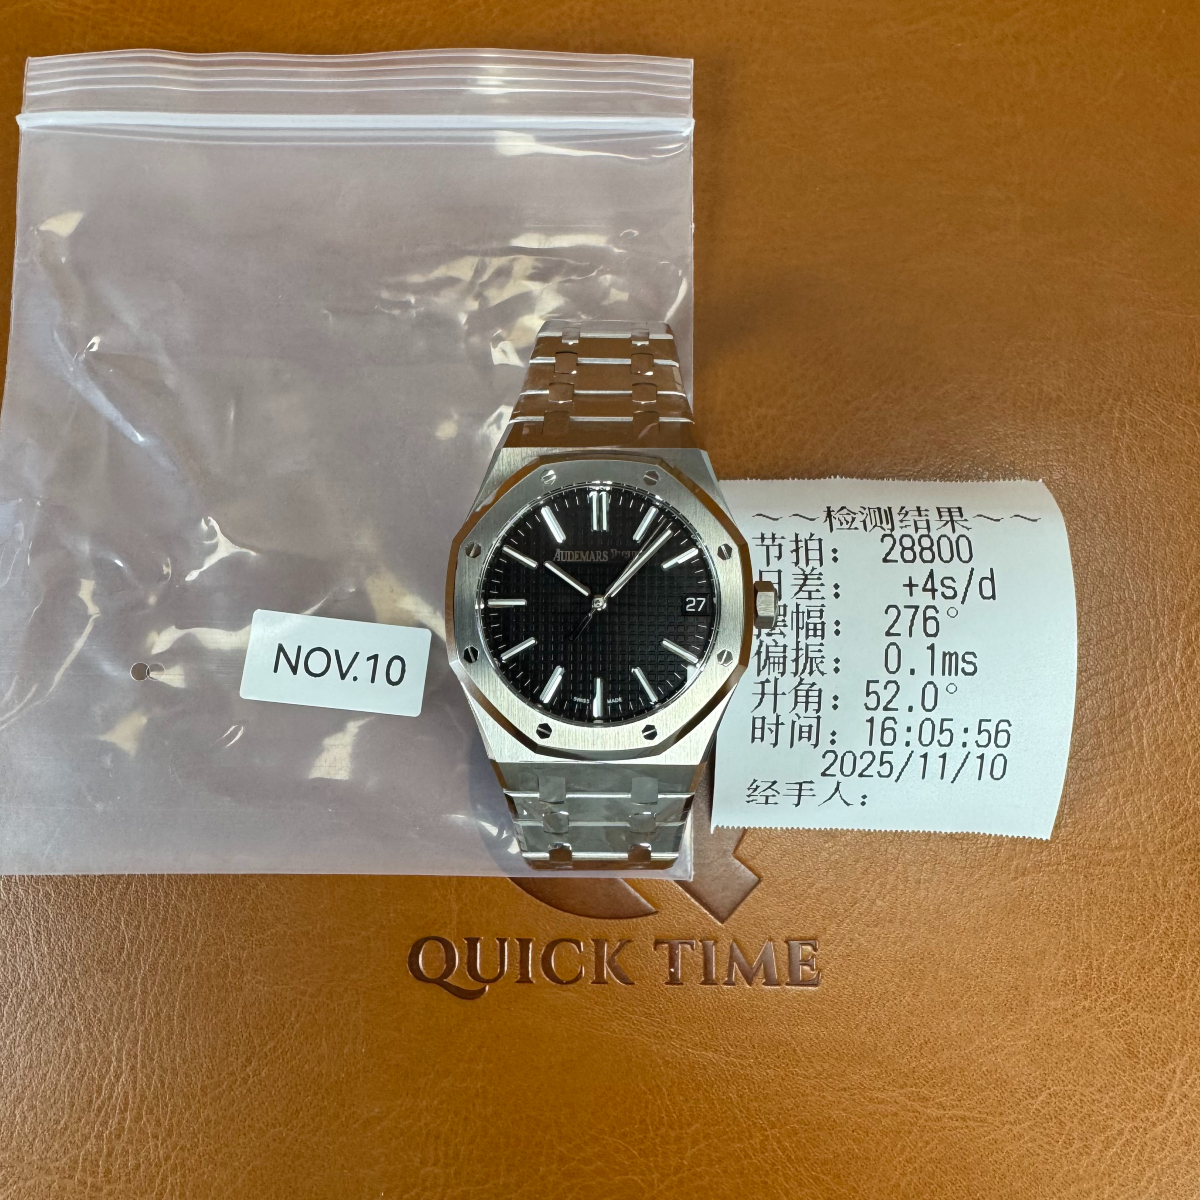 AUDEMARS PIGUET
27
SWISS MADE
NOV.10
～～检测结果～～
节拍： 28800
日差： +4s/d
摆幅： 276°
偏振： 0.1ms
升角：52.0°
时间：16:05:56
2025/11/10
经手人：
QUICK TIME